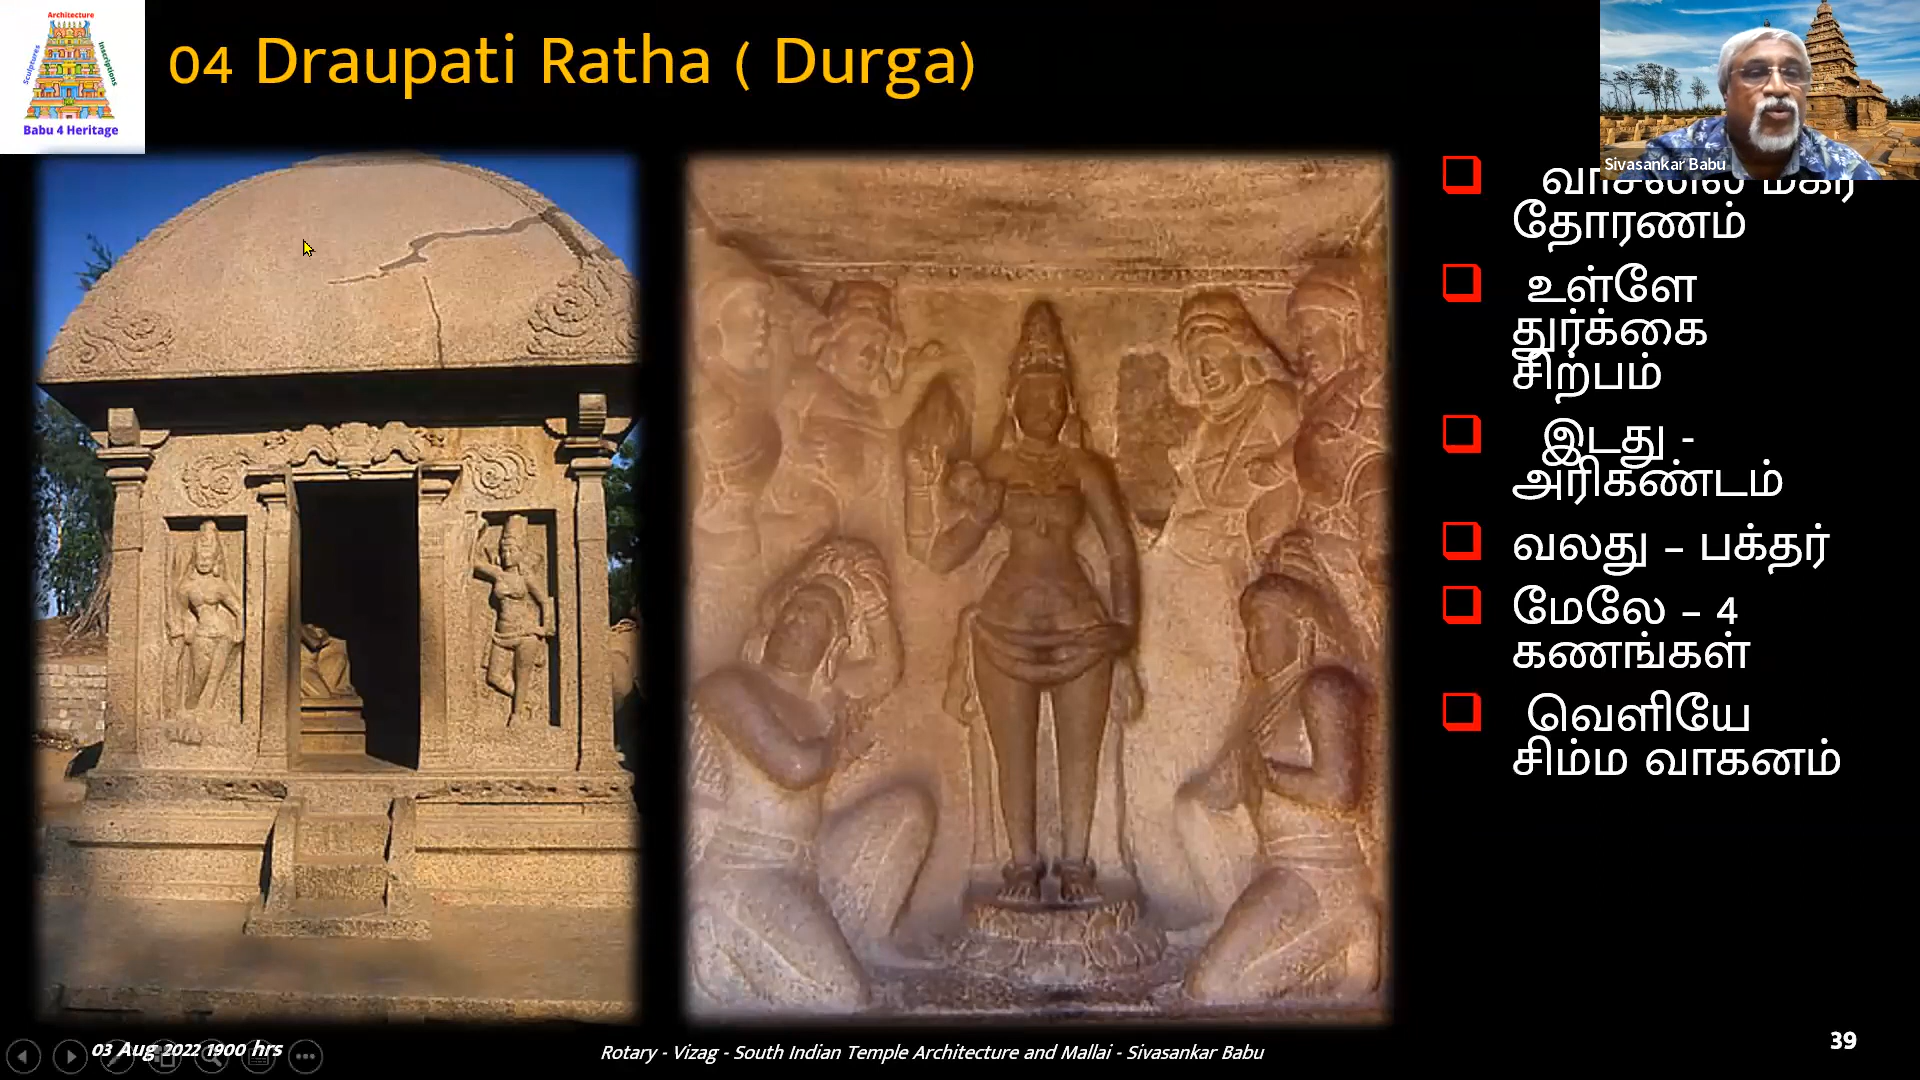 Architecture
Sculptures
Inscriptions
Babu 4 Heritage
04 Draupati Ratha ( Durga)
Sivasankar Babu
தோரணம்
உள்ளே
துர்க்கை
சிற்பம்
இடது -
அரிகண்டம்
வலது – பக்தர்
மேலே – 4
கணங்கள்
வெளியே
சிம்ம வாகனம்
03 Aug 2022 1900 hrs
Rotary - Vizag - South Indian Temple Architecture and Mallai - Sivasankar Babu
39